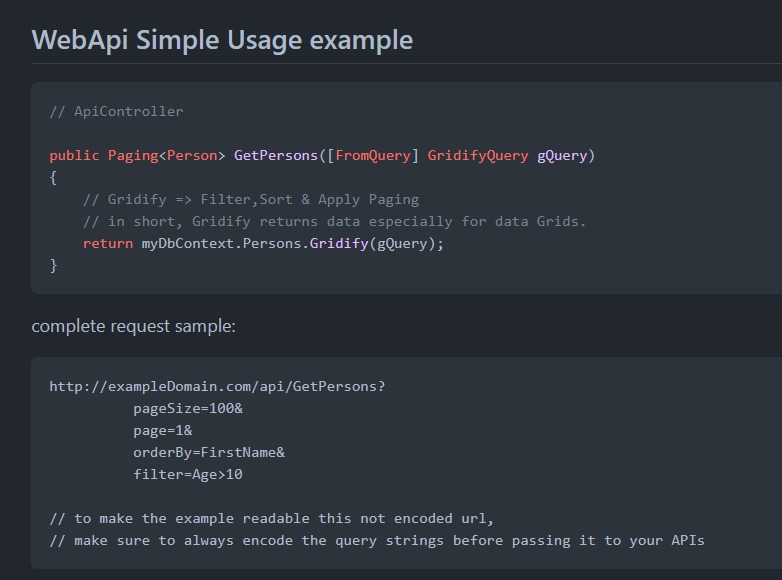 WebApi Simple Usage example
// ApiController
public Paging<Person> GetPersons([FromQuery] GridifyQuery gQuery)
{
// Gridify => Filter,Sort & Apply Paging
// in short, Gridify returns data especially for data Grids.
return myDbContext.Persons.Gridify(gQuery);
}
complete request sample:
http://exampleDomain.com/api/GetPersons?
pageSize=100&
page=1&
orderBy=FirstName&
filter=Age>10
// to make the example readable this not encoded url,
// make sure to always encode the query strings before passing it to your APIs